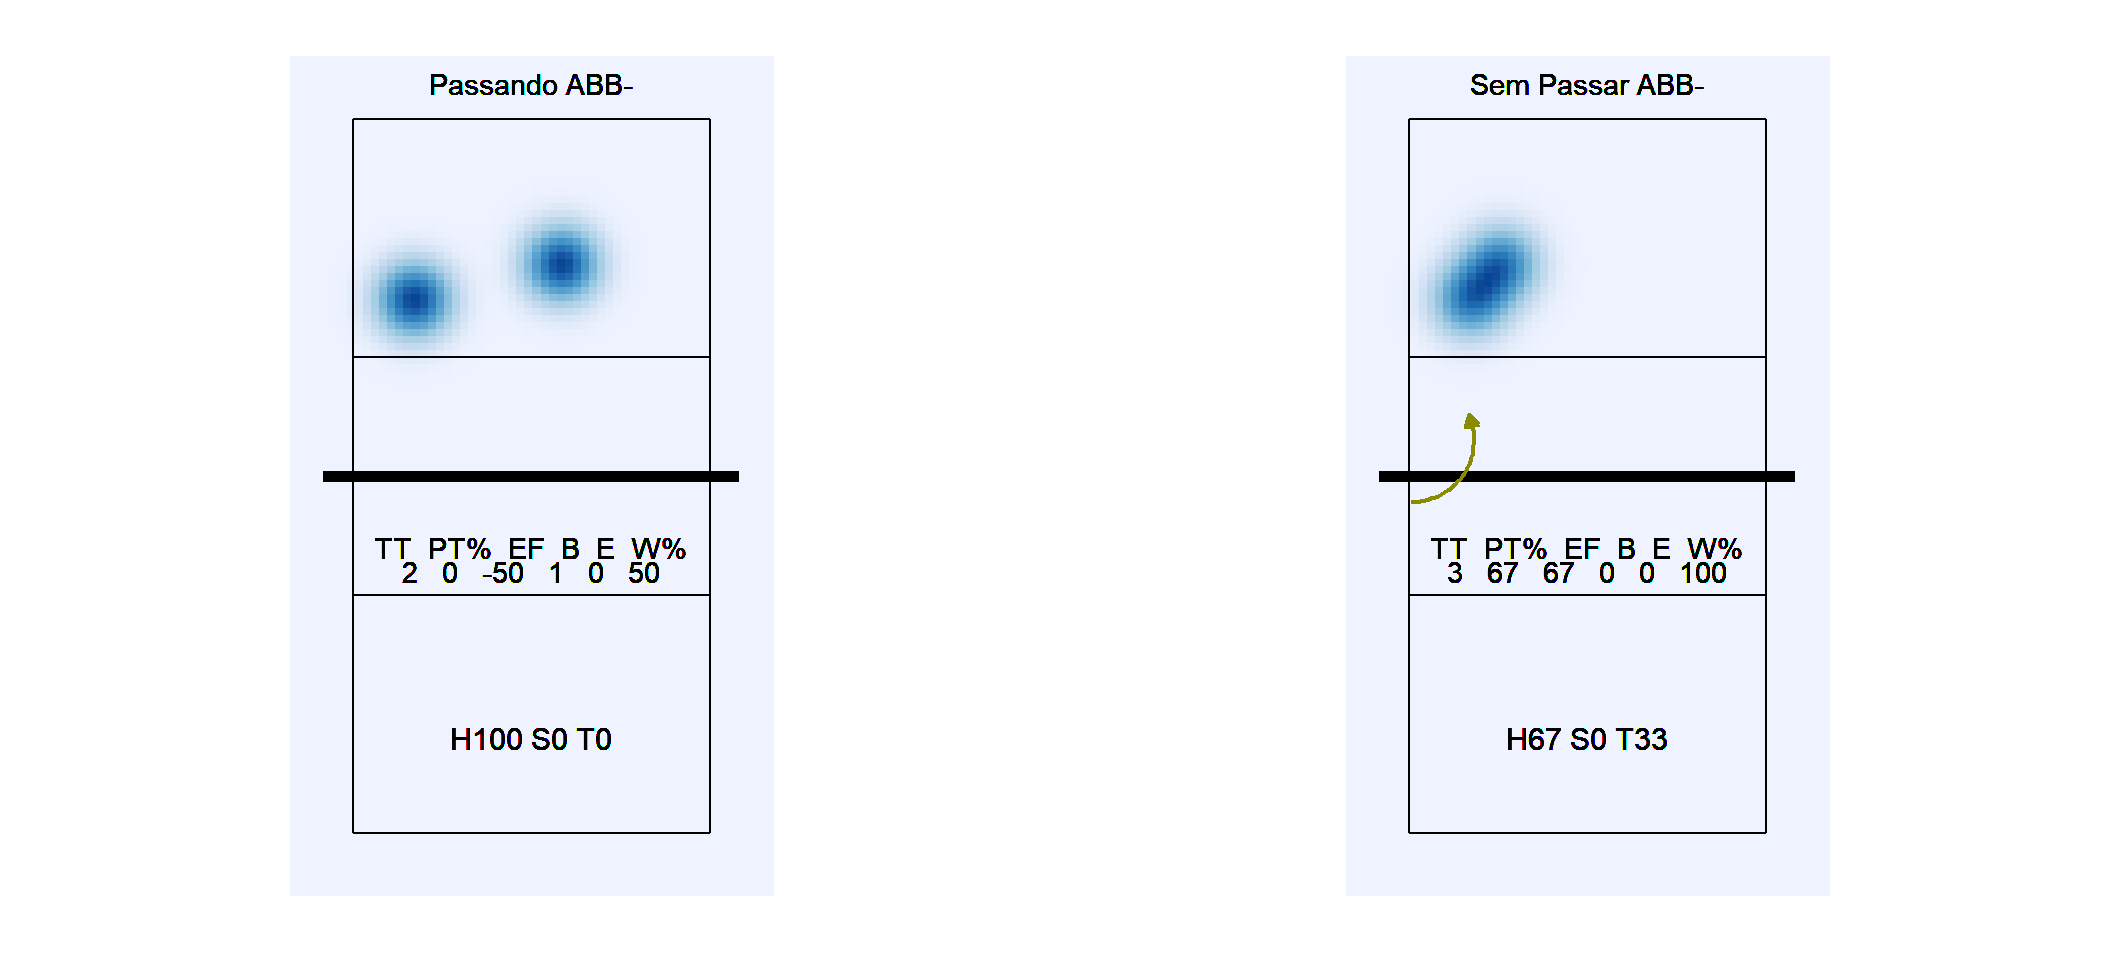 Passando ABB-
TT PT% EF B E W%
2 0 -50 1 0 50
H100 S0 T0
Sem Passar ABB-
TT PT% EF B E W%
3 67 67 0 0 100
H67 S0 T33